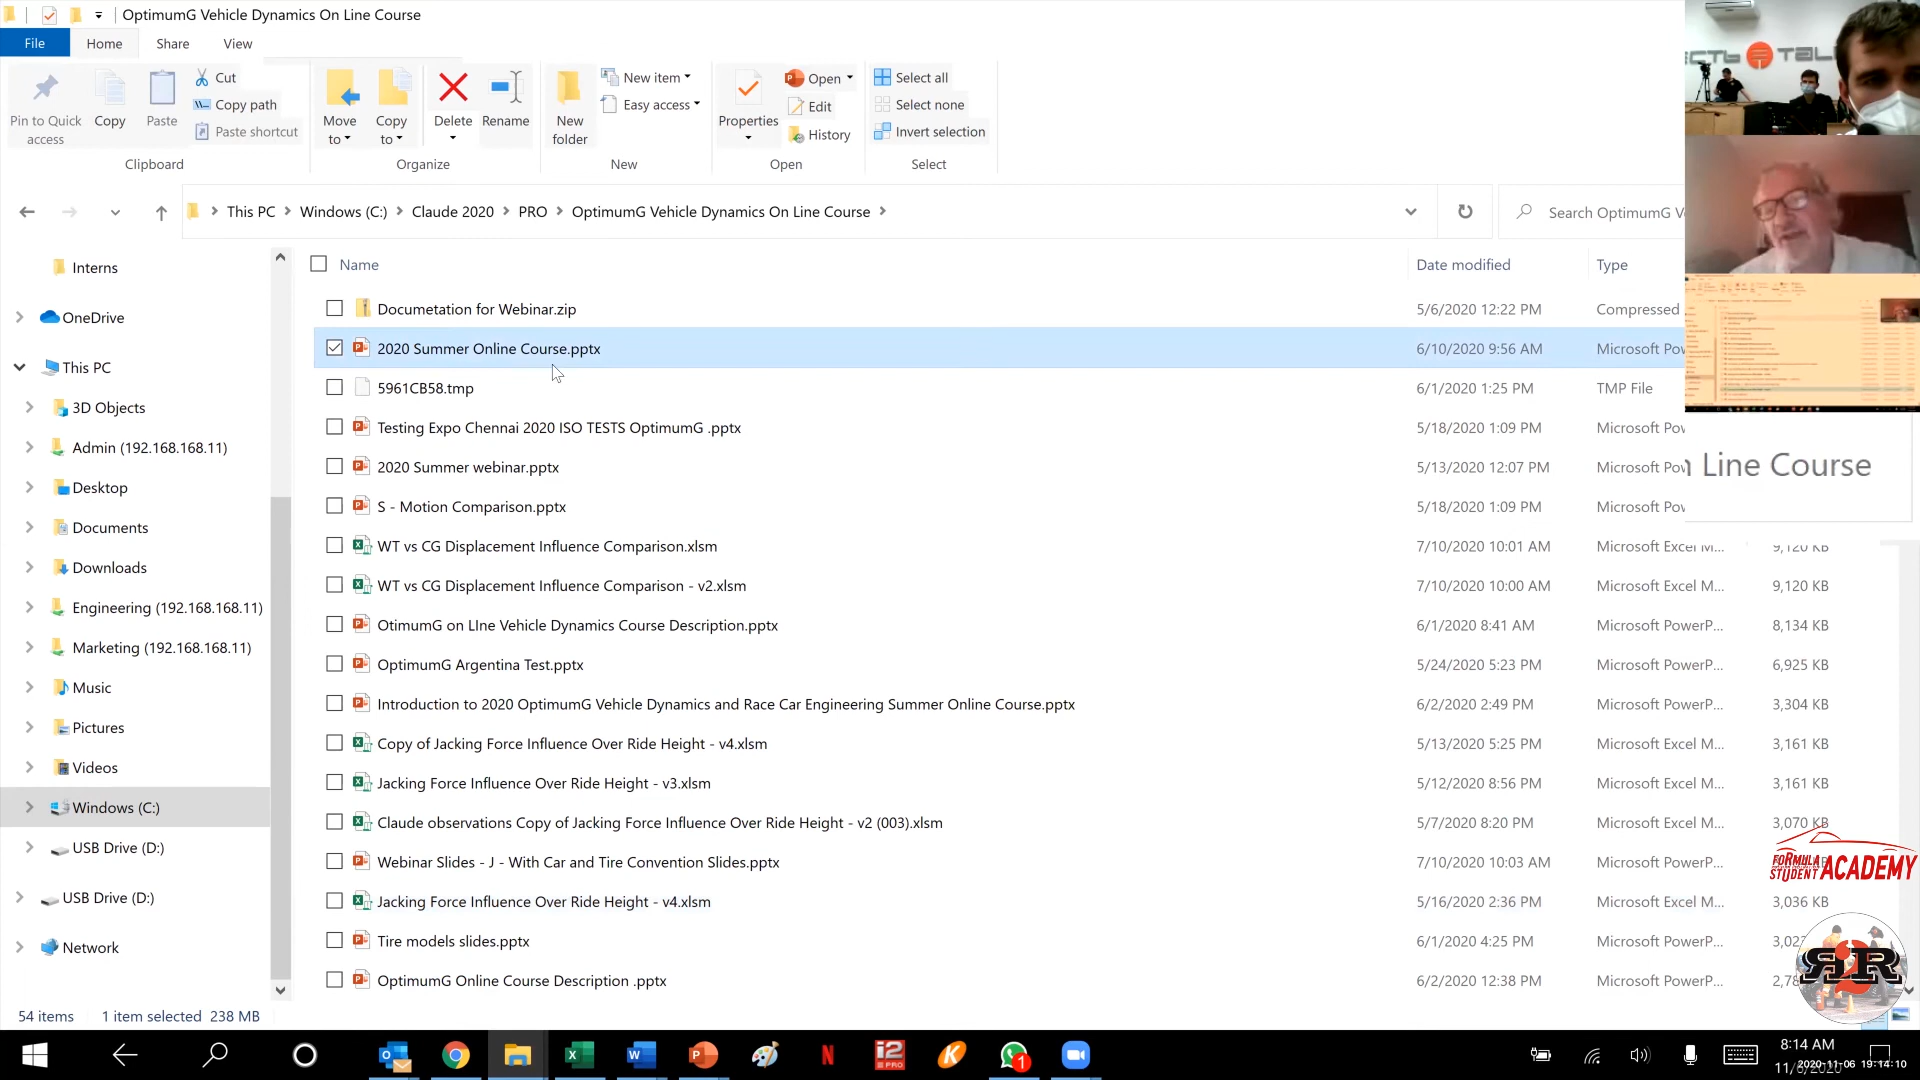 OptimumG Vehicle Dynamics On Line Course
File Home Share View
Pin to Quick access
Copy
Paste
Cut
Copy path
Paste shortcut
Clipboard
Move to
Copy to
Delete
Rename
Organize
New folder
New item
Easy access
New
Properties
Open
Edit
History
Open
Select all
Select none
Invert selection
Select
This PC Windows (C:) Claude 2020 PRO OptimumG Vehicle Dynamics On Line Course
Search OptimumG
Interns
OneDrive
This PC
3D Objects
Admin (192.168.168.11)
Desktop
Documents
Downloads
Engineering (192.168.168.11)
Marketing (192.168.168.11)
Music
Pictures
Videos
Windows (C:)
USB Drive (D:)
USB Drive (D:)
Network
Name Date modified Type
Documetation for Webinar.zip 5/6/2020 12:22 PM Compressed
2020 Summer Online Course.pptx 6/10/2020 9:56 AM Microsoft Pow
5961CB58.tmp 6/1/2020 1:25 PM TMP File
Testing Expo Chennai 2020 ISO TESTS OptimumG .pptx 5/18/2020 1:09 PM Microsoft Pow
2020 Summer webinar.pptx 5/13/2020 12:07 PM Microsoft Pow
S - Motion Comparison.pptx 5/18/2020 1:09 PM Microsoft Pow
WT vs CG Displacement Influence Comparison.xlsm 7/10/2020 10:01 AM Microsoft Excel M... 9,120 KB
WT vs CG Displacement Influence Comparison - v2.xlsm 7/10/2020 10:00 AM Microsoft Excel M... 9,120 KB
OtimumG on LIne Vehicle Dynamics Course Description.pptx 6/1/2020 8:41 AM Microsoft PowerP... 8,134 KB
OptimumG Argentina Test.pptx 5/24/2020 5:23 PM Microsoft PowerP... 6,925 KB
Introduction to 2020 OptimumG Vehicle Dynamics and Race Car Engineering Summer Online Course.pptx 6/2/2020 2:49 PM Microsoft PowerP... 3,304 KB
Copy of Jacking Force Influence Over Ride Height - v4.xlsm 5/13/2020 5:25 PM Microsoft Excel M... 3,161 KB
Jacking Force Influence Over Ride Height - v3.xlsm 5/12/2020 8:56 PM Microsoft Excel M... 3,161 KB
Claude observations Copy of Jacking Force Influence Over Ride Height - v2 (003).xlsm 5/7/2020 8:20 PM Microsoft Excel M... 3,070 KB
Webinar Slides - J - With Car and Tire Convention Slides.pptx 7/10/2020 10:03 AM Microsoft PowerP...
Jacking Force Influence Over Ride Height - v4.xlsm 5/16/2020 2:36 PM Microsoft Excel M... 3,036 KB
Tire models slides.pptx 6/1/2020 4:25 PM Microsoft PowerP...
OptimumG Online Course Description .pptx 6/2/2020 12:38 PM Microsoft PowerP...
Line Course
FORMULA STUDENT ACADEMY
54 items 1 item selected 238 MB
8:14 AM
2020-11-06 19:14:10